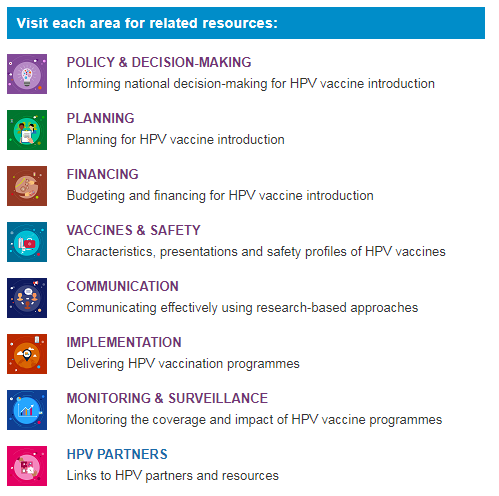 Visit each area for related resources:
POLICY & DECISION-MAKING
Informing national decision-making for HPV vaccine introduction
PLANNING
Planning for HPV vaccine introduction
FINANCING
Budgeting and financing for HPV vaccine introduction
VACCINES & SAFETY
Characteristics, presentations and safety profiles of HPV vaccines
COMMUNICATION
Communicating effectively using research-based approaches
IMPLEMENTATION
Delivering HPV vaccination programmes
MONITORING & SURVEILLANCE
Monitoring the coverage and impact of HPV vaccine programmes
HPV PARTNERS
Links to HPV partners and resources